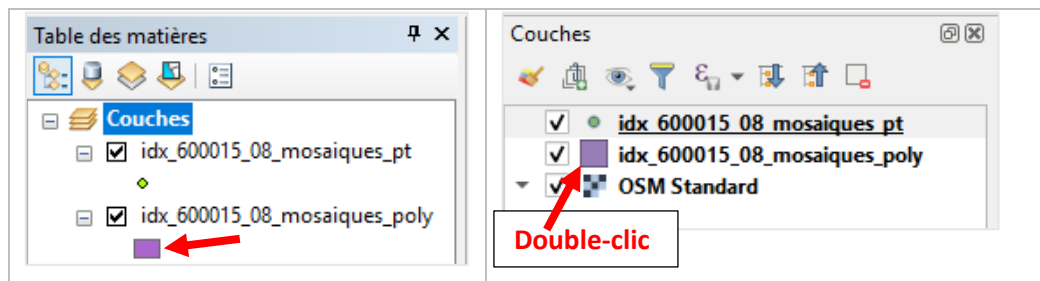 Table des matières
Couches
idx_600015_08_mosaiques_pt
idx_600015_08_mosaiques_poly
Couches
idx_600015_08_mosaiques_pt
idx_600015_08_mosaiques_poly
OSM Standard
Double-clic